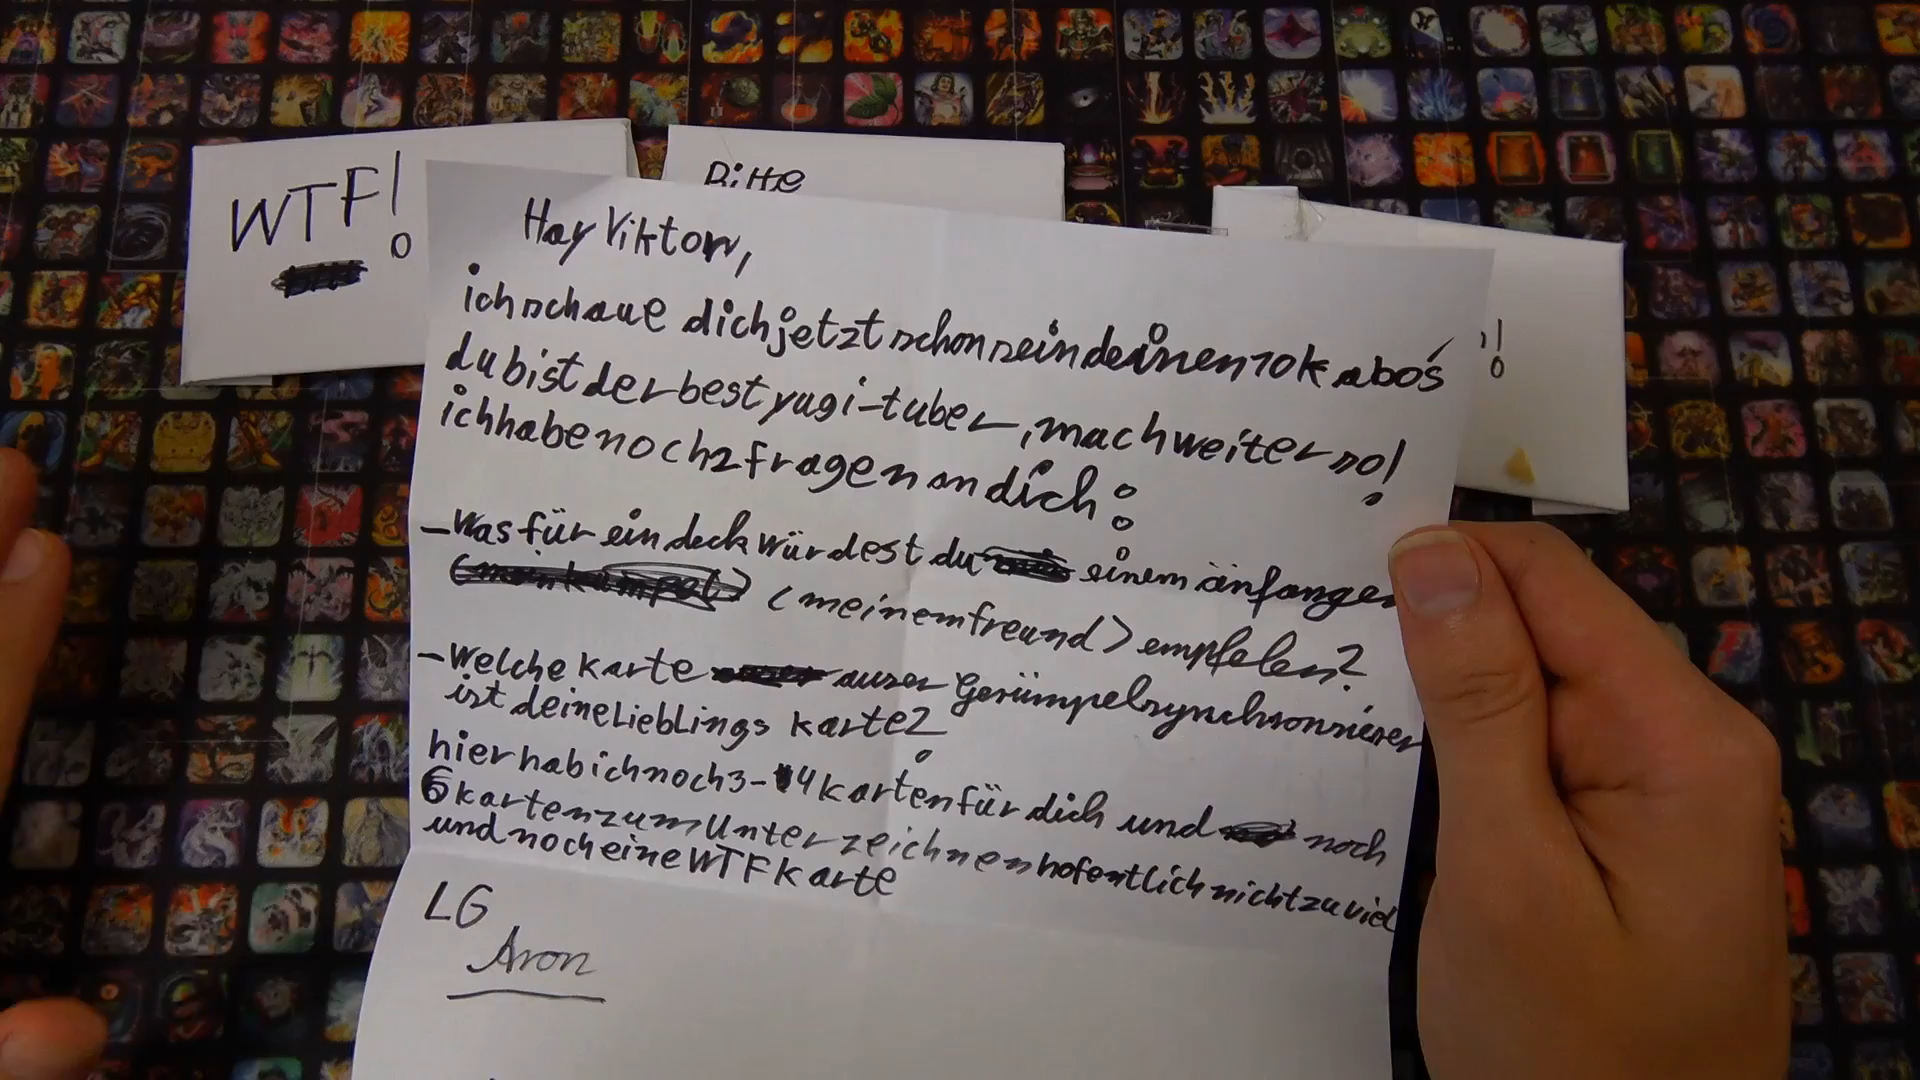 WTF!
Bitte
Hay Viktor,
ich schaue dich jetzt schon sein deinen 10k abo's
du bist der best yugi-tuber, mach weiter so!
ich habe noch 2 fragen an dich:
- Was für ein deck würdest du einem änfanger
(meinem freund) empfelen?
- Welche karte auser Gerümpelsynchronsierer
ist deine Lieblings karte?
hier hab ich noch 3-4 karten für dich und noch
6 karten zum Unterzeichnen hofentlich nicht zu viel
und noch eine WTF karte
LG
Aron